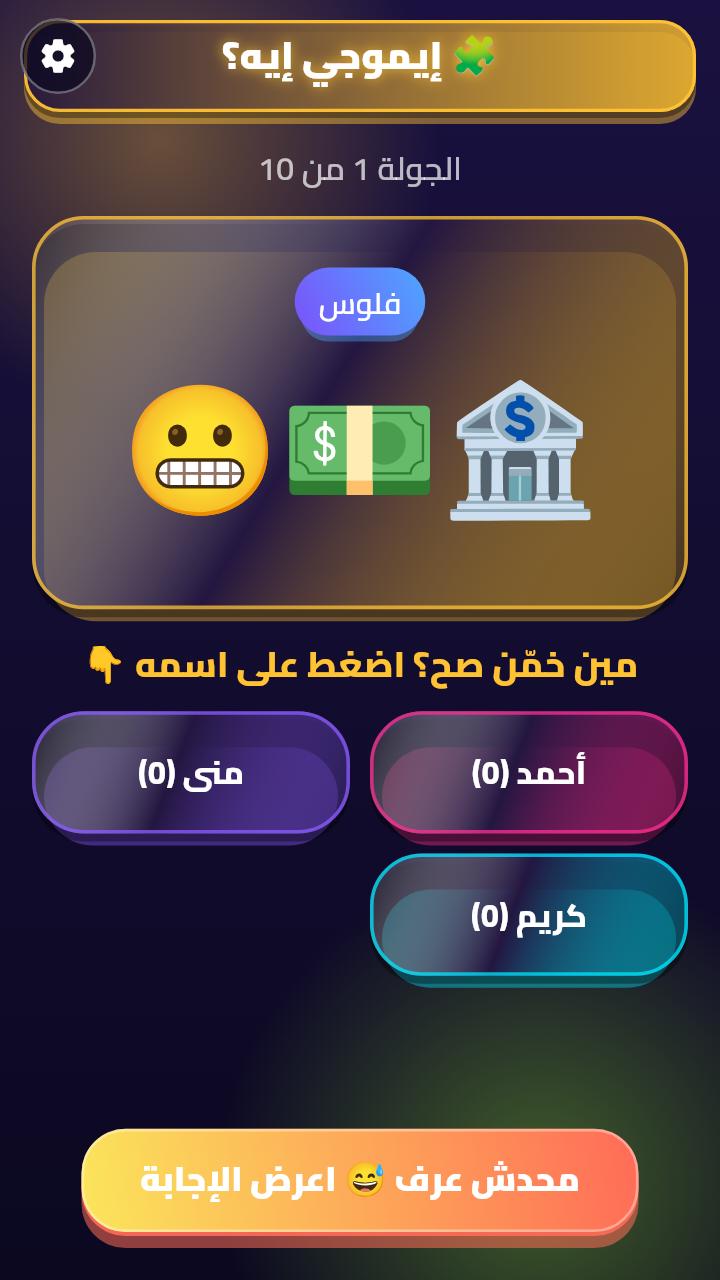 🧩 إيموجي إيه؟
الجولة 1 من 10
فلوس
مين خمّن صح؟ اضغط على اسمه 👇
أحمد (0)
منى (0)
كريم (0)
محدش عرف 😅 اعرض الإجابة